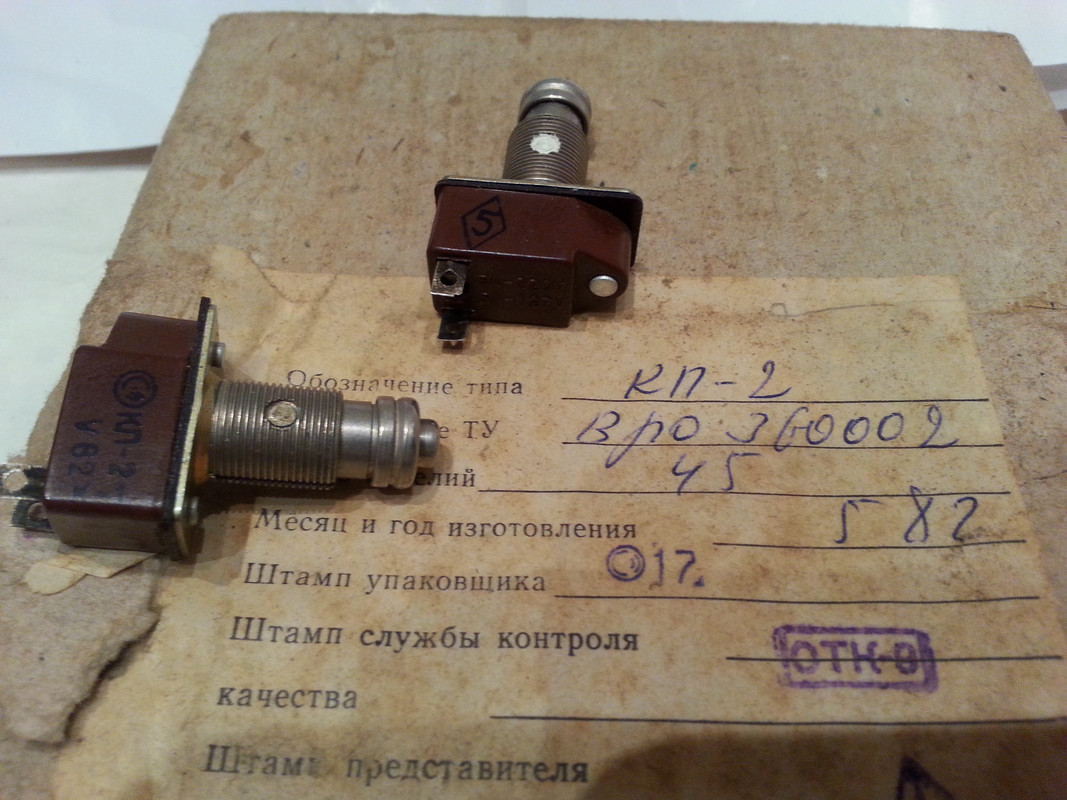 5
КП-2
V 82
Обозначение типа КП-2
е ТУ ВРО 360002
елий 45
Месяц и год изготовления 5 82
Штамп упаковщика 17.
Штамп службы контроля ОТК-8
качества
Штамп представителя